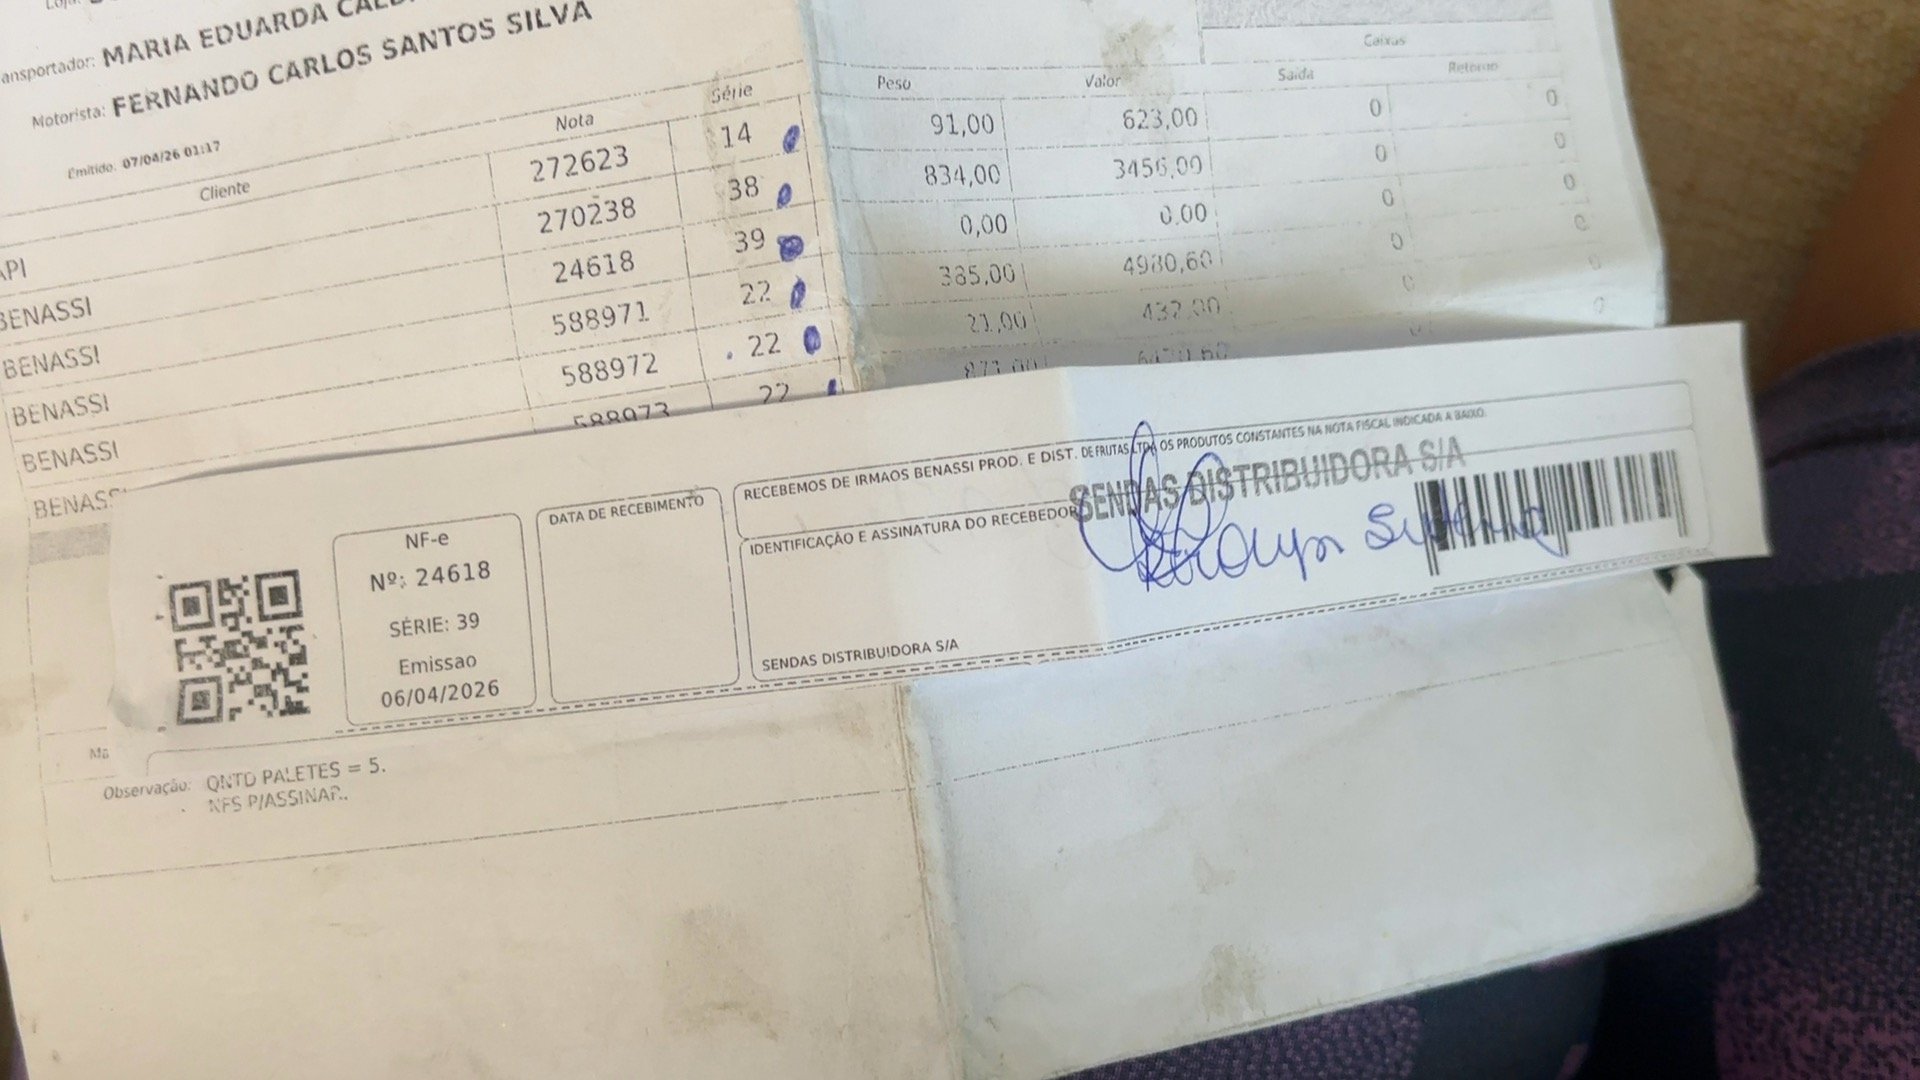 ansportador: MARIA EDUARDA
Motorista: FERNANDO CARLOS SANTOS SILVA
Emitido: 07/04/26 01:17
Caixas
Cliente Nota Série Peso Valor Saída Retorno
API 272623 14 91,00 623,00 0 0
BENASSI 270238 38 834,00 3456,00 0 0
BENASSI 24618 39 0,00 0,00 0 0
BENASSI 588971 22 385,00 4980,60 0
BENASSI 588972 22 21,00 432,00 0
BENASS 588973 22
RECEBEMOS DE IRMAOS BENASSI PROD. E DIST. DE FRUTAS LTDA OS PRODUTOS CONSTANTES NA NOTA FISCAL INDICADA A BAIXO.
DATA DE RECEBIMENTO
IDENTIFICAÇÃO E ASSINATURA DO RECEBEDOR
SENDAS DISTRIBUIDORA S/A
NF-e
Nº: 24618
SÉRIE: 39
Emissao
06/04/2026
SENDAS DISTRIBUIDORA S/A
Observação: QNTD PALETES = 5.
NFS P/ASSINAR.